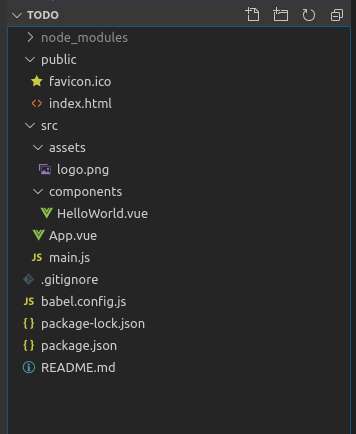 TODO
node_modules
public
favicon.ico
<> index.html
src
assets
logo.png
components
HelloWorld.vue
App.vue
JS main.js
.gitignore
JS babel.config.js
{ } package-lock.json
{ } package.json
README.md